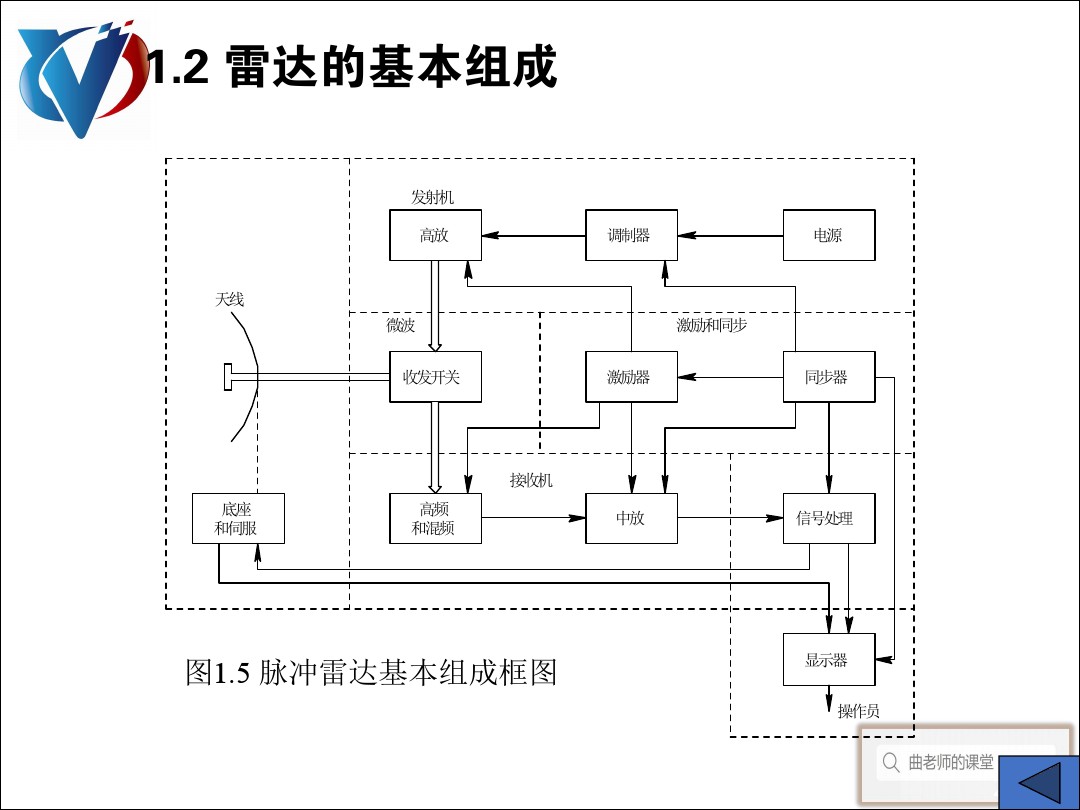 1.2 雷达的基本组成
发射机
高放
调制器
电源
天线
微波
激励和同步
收发开关
激励器
同步器
接收机
底座
和伺服
高频
和混频
中放
信号处理
显示器
图1.5 脉冲雷达基本组成框图
操作员
曲老师的课堂